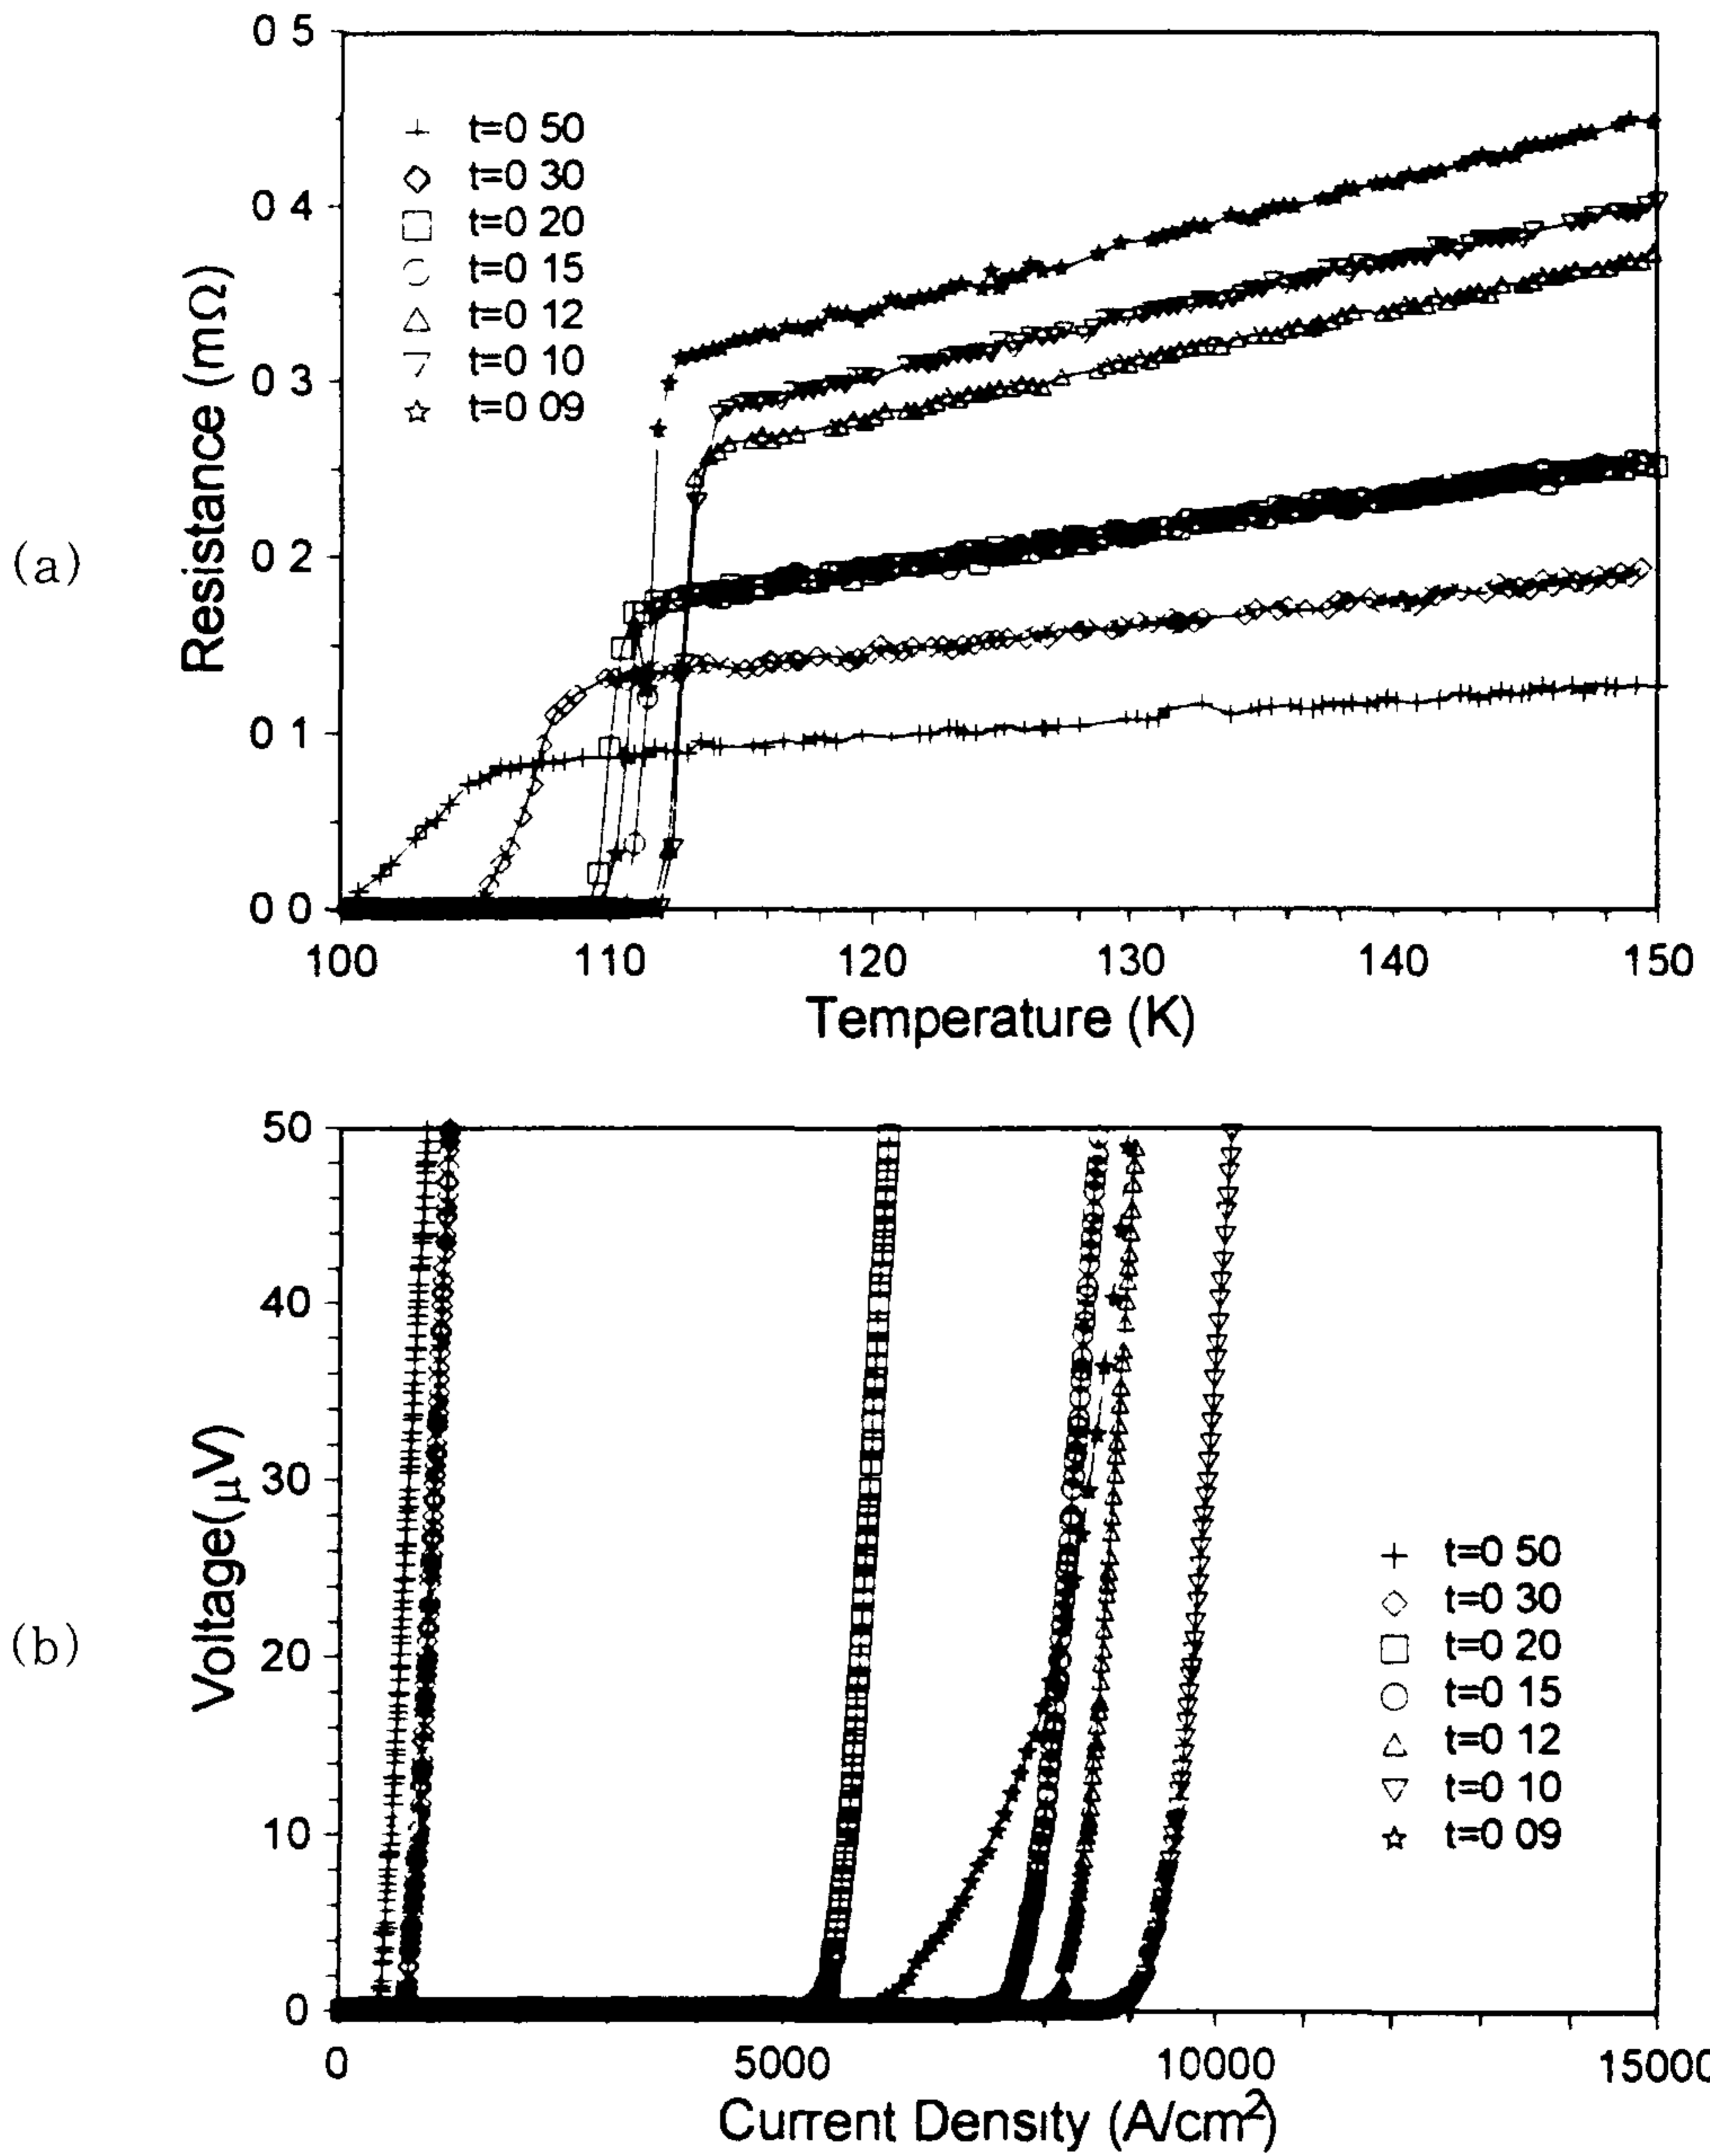 (a)
Resistance (mΩ)
0 5
0 4
0 3
0 2
0 1
0 0
t=0 50
t=0 30
t=0 20
t=0 15
t=0 12
t=0 10
t=0 09
100 110 120 130 140 150
Temperature (K)
(b)
Voltage(μV)
50
40
30
20
10
0
t=0 50
t=0 30
t=0 20
t=0 15
t=0 12
t=0 10
t=0 09
0 5000 10000 15000
Current Density (A/cm²)